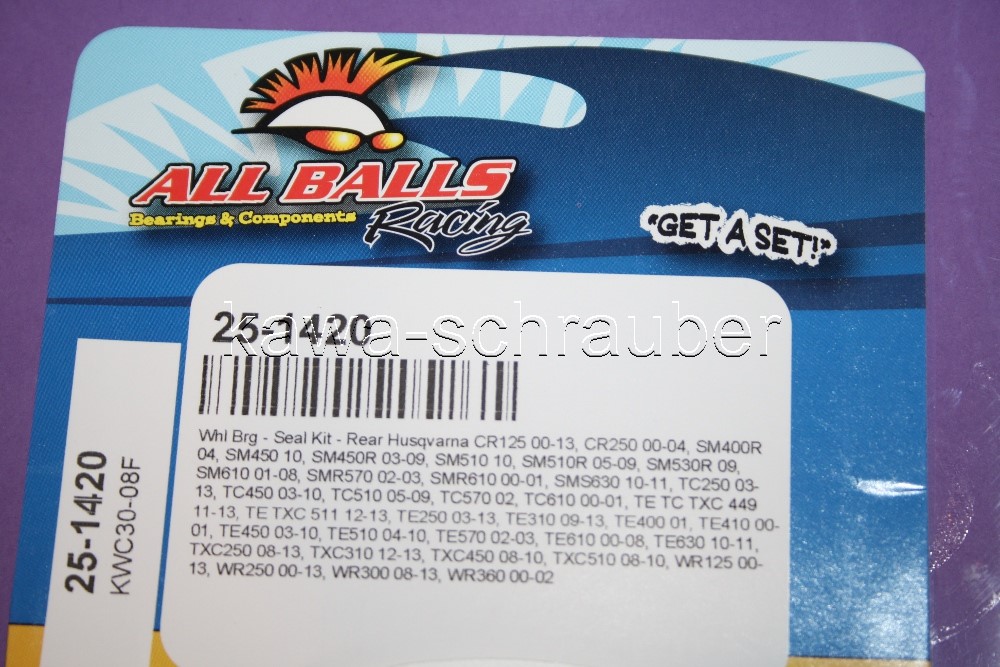 ALL BALLS
Bearings & Components
Racing
"GET A SET!"
25-1420
kawa-schrauber
Whl Brg - Seal Kit - Rear Husqvarna CR125 00-13, CR250 00-04, SM400R
04, SM450 10, SM450R 03-09, SM510 10, SM510R 05-09, SM530R 09,
SM610 01-08, SMR570 02-03, SMR610 00-01, SMS630 10-11, TC250 03-
13, TC450 03-10, TC510 05-09, TC570 02, TC610 00-01, TE TC TXC 449
11-13, TE TXC 511 12-13, TE250 03-13, TE310 09-13, TE400 01, TE410 00-
01, TE450 03-10, TE510 04-10, TE570 02-03, TE610 00-08, TE630 10-11,
TXC250 08-13, TXC310 12-13, TXC450 08-10, TXC510 08-10, WR125 00-
13, WR250 00-13, WR300 08-13, WR360 00-02
25-1420
KWC30-08F